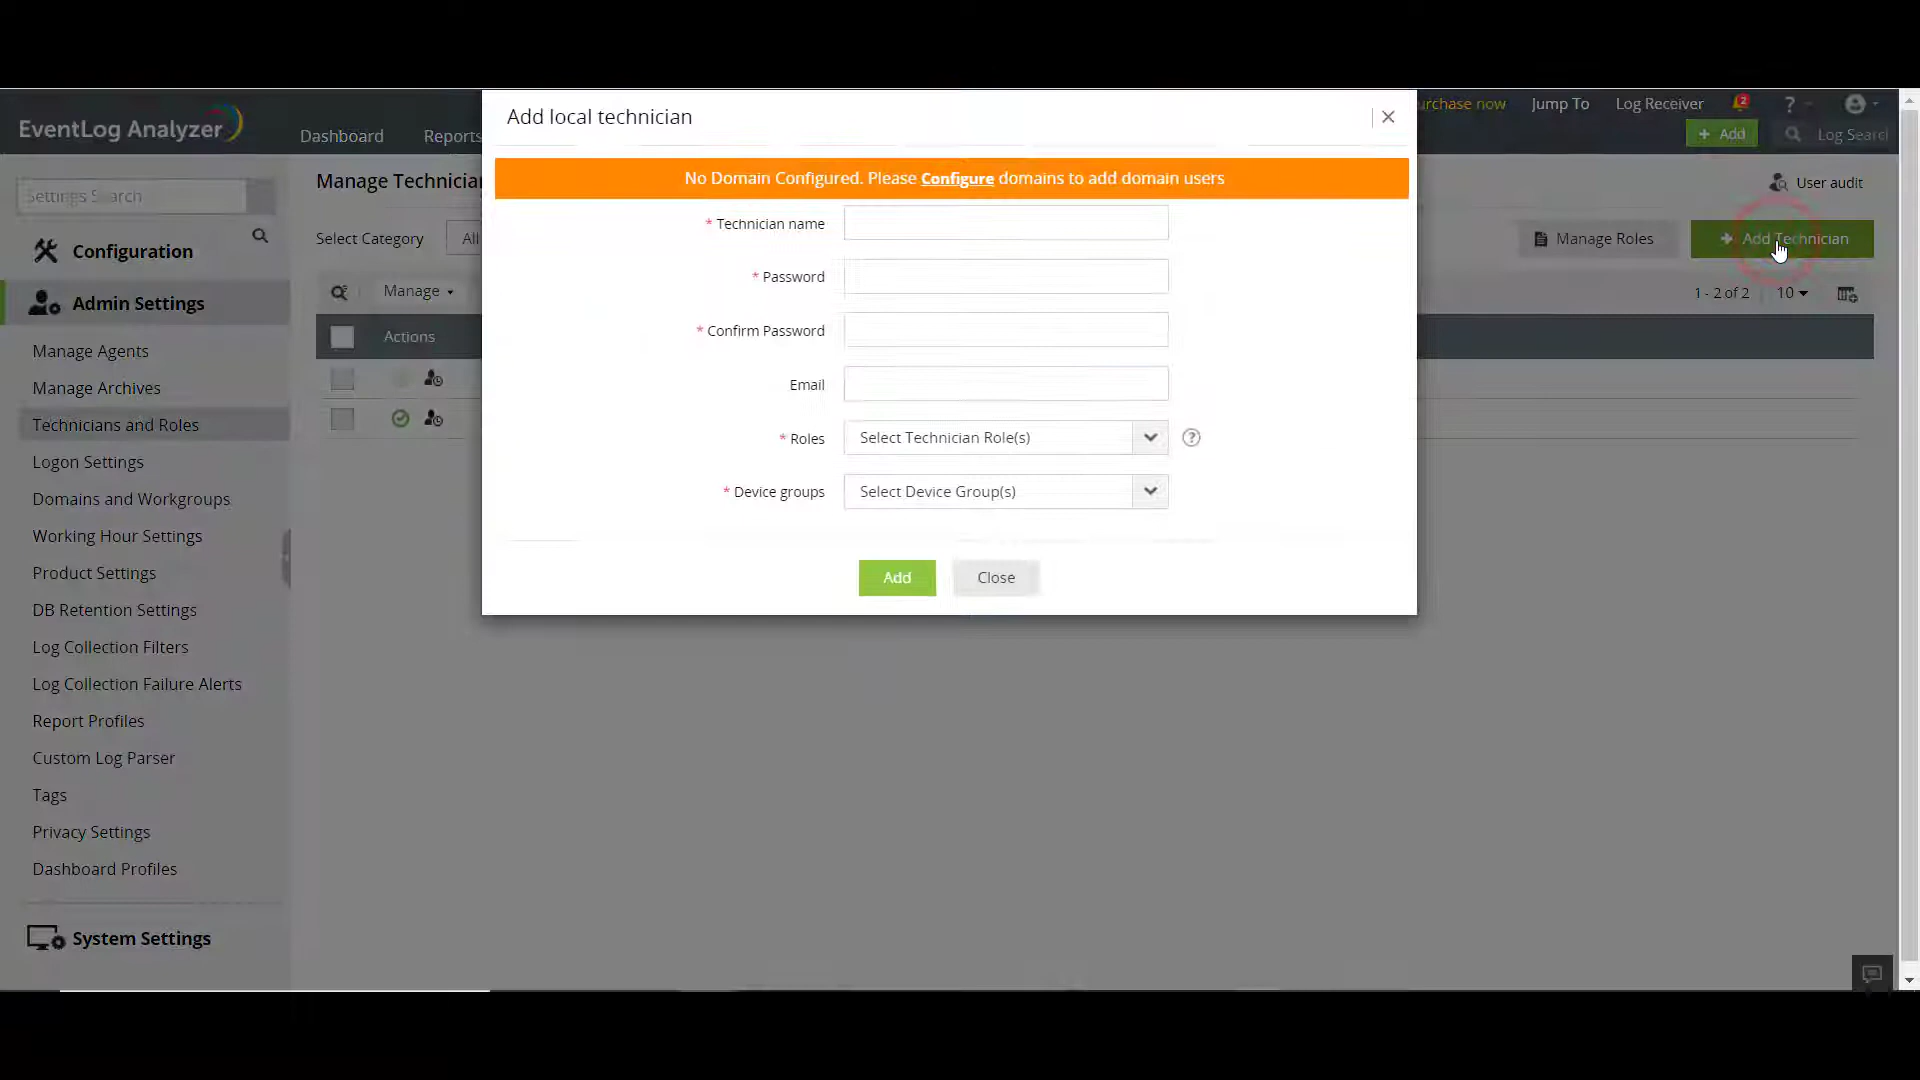 EventLog Analyzer
Dashboard
Reports
urchase now
Jump To
Log Receiver
2
?
+ Add
Log Search
Settings Search
Configuration
Admin Settings
Manage Agents
Manage Archives
Technicians and Roles
Logon Settings
Domains and Workgroups
Working Hour Settings
Product Settings
DB Retention Settings
Log Collection Filters
Log Collection Failure Alerts
Report Profiles
Custom Log Parser
Tags
Privacy Settings
Dashboard Profiles
System Settings
Manage Technician
User audit
Select Category
All
Manage Roles
+ Add Technician
Manage
1 - 2 of 2
10
Actions
Add local technician
No Domain Configured. Please Configure domains to add domain users
* Technician name
* Password
* Confirm Password
Email
* Roles
Select Technician Role(s)
?
* Device groups
Select Device Group(s)
Add
Close